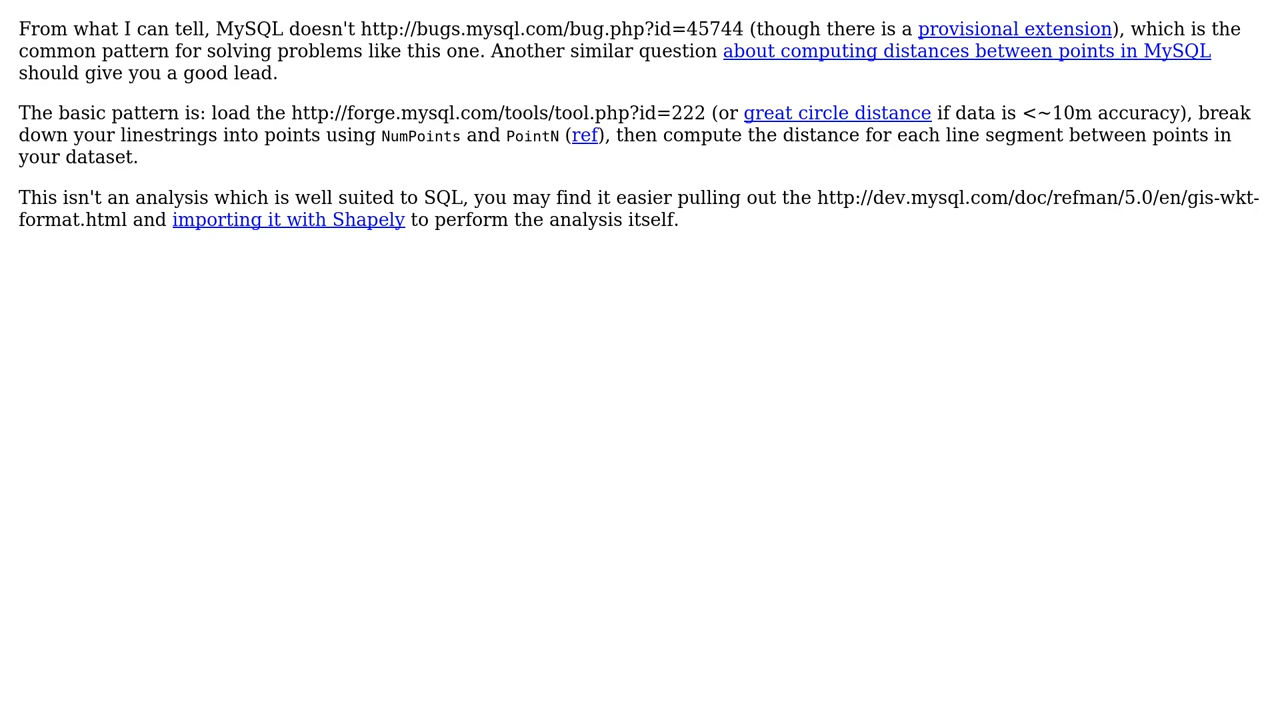 From what I can tell, MySQL doesn't http://bugs.mysql.com/bug.php?id=45744 (though there is a provisional extension), which is the
common pattern for solving problems like this one. Another similar question about computing distances between points in MySQL
should give you a good lead.
The basic pattern is: load the http://forge.mysql.com/tools/tool.php?id=222 (or great circle distance if data is <~10m accuracy), break
down your linestrings into points using NumPoints and PointN (ref), then compute the distance for each line segment between points in
your dataset.
This isn't an analysis which is well suited to SQL, you may find it easier pulling out the http://dev.mysql.com/doc/refman/5.0/en/gis-wkt-
format.html and importing it with Shapely to perform the analysis itself.